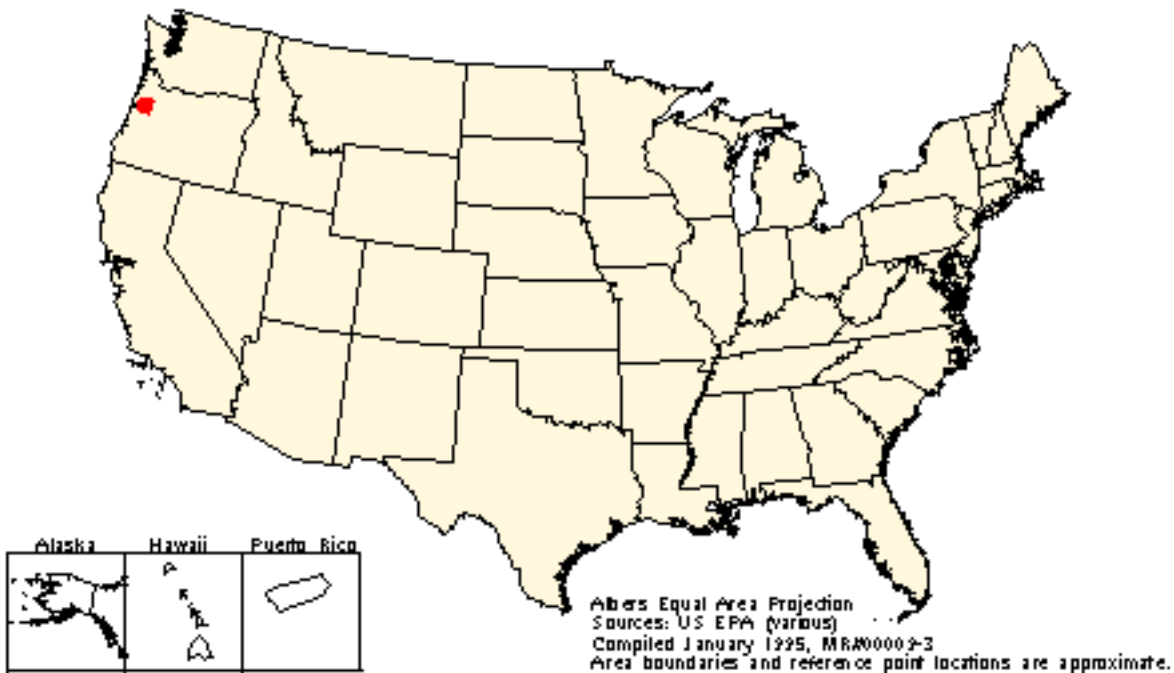 Alaska
Hawaii
Puerto Rico
Albers Equal Area Projection
Sources: US EPA (various)
Compiled January 1995, MR#00009-3
Area boundaries and reference point locations are approximate.